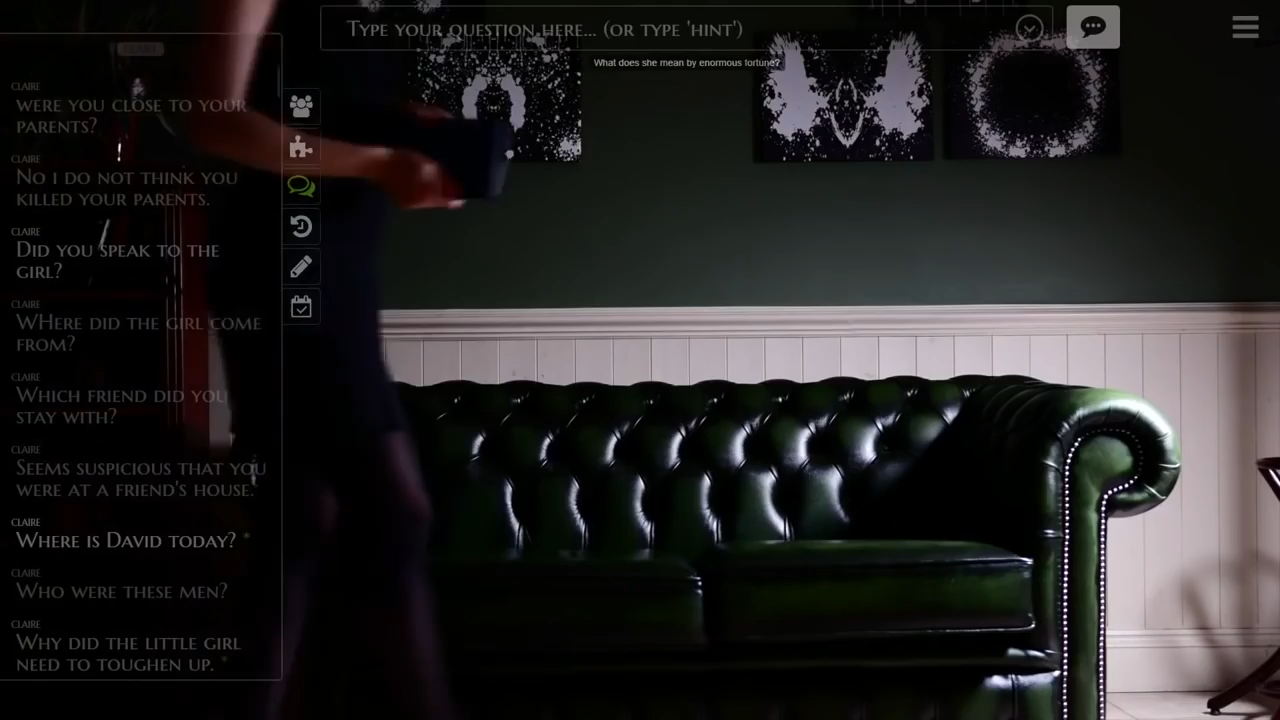 Type your question here... (or type 'hint')
What does she mean by enormous fortune?
CLAIRE
CLAIRE
were you close to your
parents?
CLAIRE
No i do not think you
killed your parents.
CLAIRE
Did you speak to the
girl?
CLAIRE
WHere did the girl come
from?
CLAIRE
Which friend did you
stay with?
CLAIRE
Seems suspicious that you
were at a friend's house.
CLAIRE
Where is David today? *
CLAIRE
Who were these men?
CLAIRE
Why did the little girl
need to toughen up. *